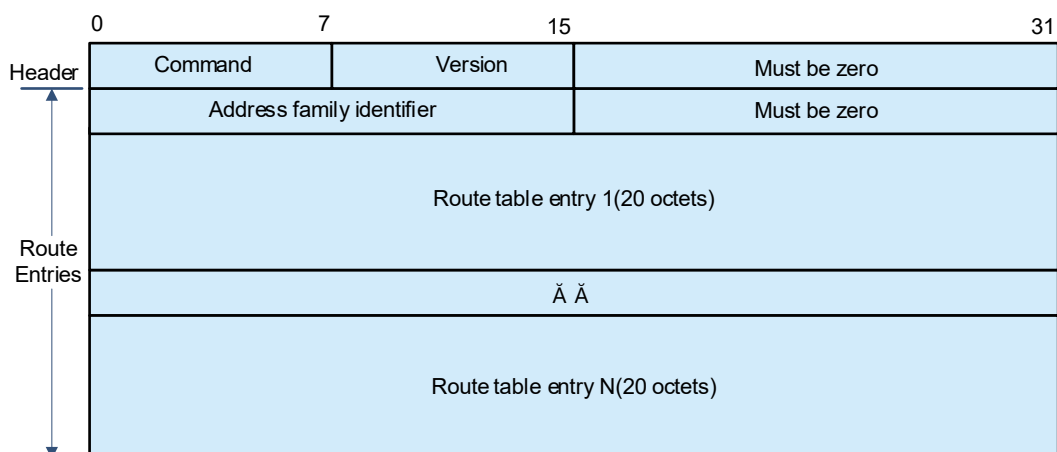 0 7 15 31
Header Command Version Must be zero
Address family identifier Must be zero
Route table entry 1(20 octets)
Route
Entries
Ă Ă
Route table entry N(20 octets)